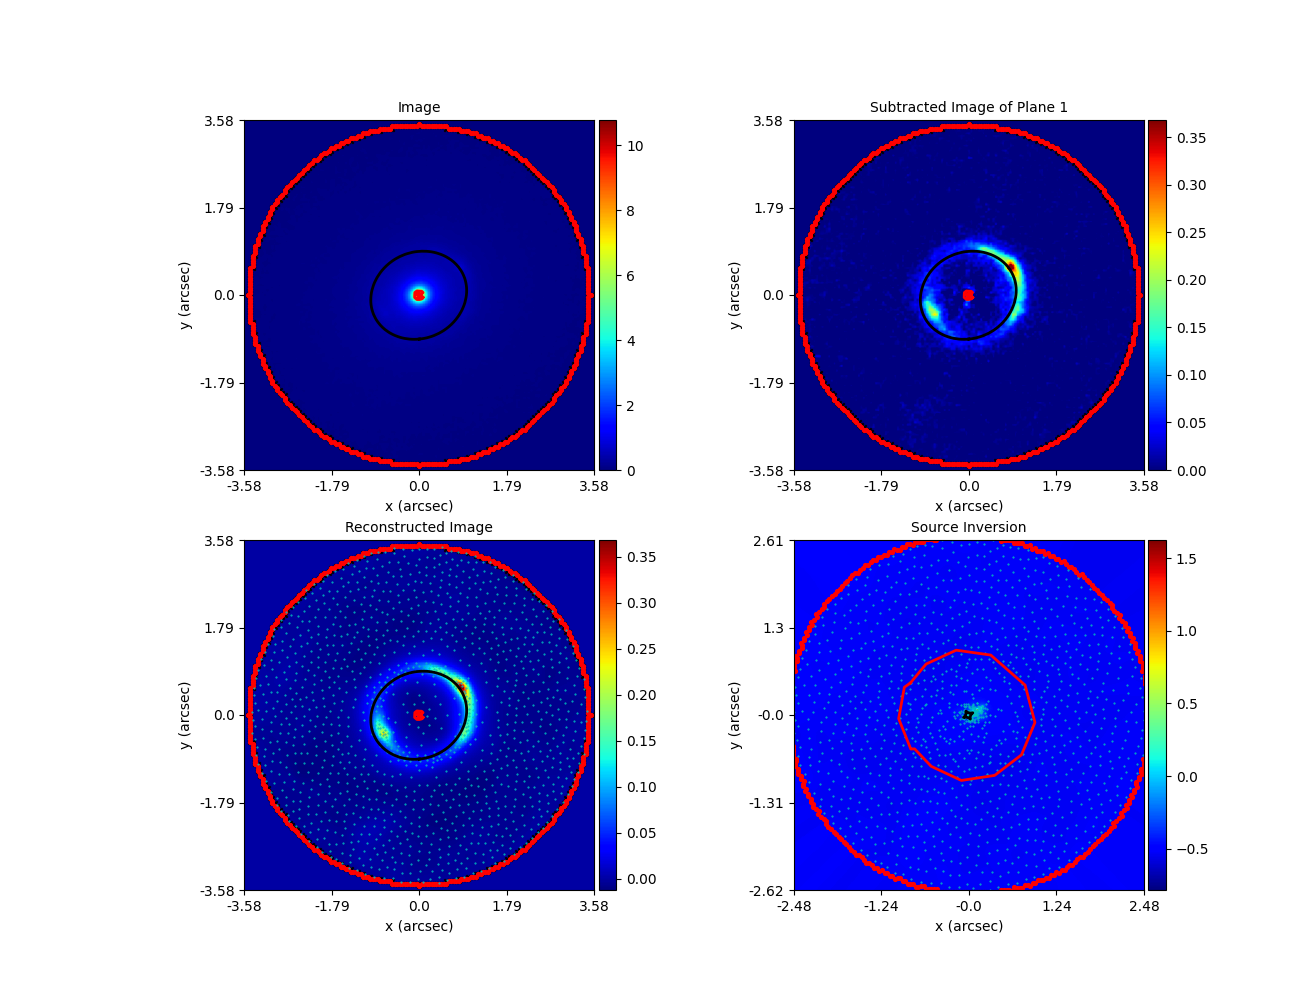 Image
3.58
1.79
0.0
-1.79
-3.58
y (arcsec)
-3.58 -1.79 0.0 1.79 3.58
x (arcsec)
10
8
6
4
2
0
Subtracted Image of Plane 1
3.58
1.79
0.0
-1.79
-3.58
y (arcsec)
-3.58 -1.79 0.0 1.79 3.58
x (arcsec)
0.35
0.30
0.25
0.20
0.15
0.10
0.05
0.00
Reconstructed Image
3.58
1.79
0.0
-1.79
-3.58
y (arcsec)
-3.58 -1.79 0.0 1.79 3.58
x (arcsec)
0.35
0.30
0.25
0.20
0.15
0.10
0.05
0.00
Source Inversion
2.61
1.3
-0.0
-1.31
-2.62
y (arcsec)
-2.48 -1.24 -0.0 1.24 2.48
x (arcsec)
1.5
1.0
0.5
0.0
−0.5